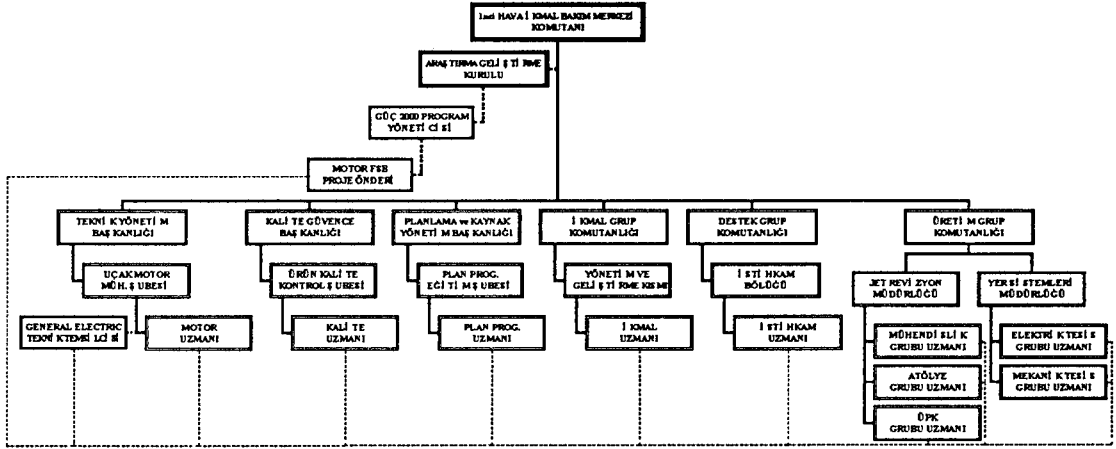 1nci HAVA İKMAL BAKIM MERKEZİ
KOMUTANI
ARAŞTIRMA GELİŞTİRME
KURULU
GÜÇ 2000 PROGRAM
YÖNETİCİSİ
MOTOR FSB
PROJE ÖNDERİ
TEKNİK YÖNETİM
BAŞKANLIĞI
KALİTE GÜVENCE
BAŞKANLIĞI
PLANLAMA ve KAYNAK
YÖNETİM BAŞKANLIĞI
İKMAL GRUP
KOMUTANLIĞI
DESTEK GRUP
KOMUTANLIĞI
ÜRETİM GRUP
KOMUTANLIĞI
UÇAK MOTOR
MÜH. ŞUBESİ
ÜRÜN KALİTE
KONTROL ŞUBESİ
PLAN PROG.
EĞİTİM ŞUBESİ
YÖNETİM VE
GELİŞTİRME KISMI
İSTİHKAM
BÖLÜĞÜ
JET REVİZYON
MÜDÜRLÜĞÜ
YER SİSTEMLERİ
MÜDÜRLÜĞÜ
GENERAL ELECTRIC
TEKNİK TEMSİLCİSİ
MOTOR
UZMANI
KALİTE
UZMANI
PLAN PROG.
UZMANI
İKMAL
UZMANI
İSTİHKAM
UZMANI
MÜHENDİSLİK
GRUBU UZMANI
ELEKTRİK TESİS
GRUBU UZMANI
ATÖLYE
GRUBU UZMANI
MEKANİK TESİS
GRUBU UZMANI
ÜPK
GRUBU UZMANI